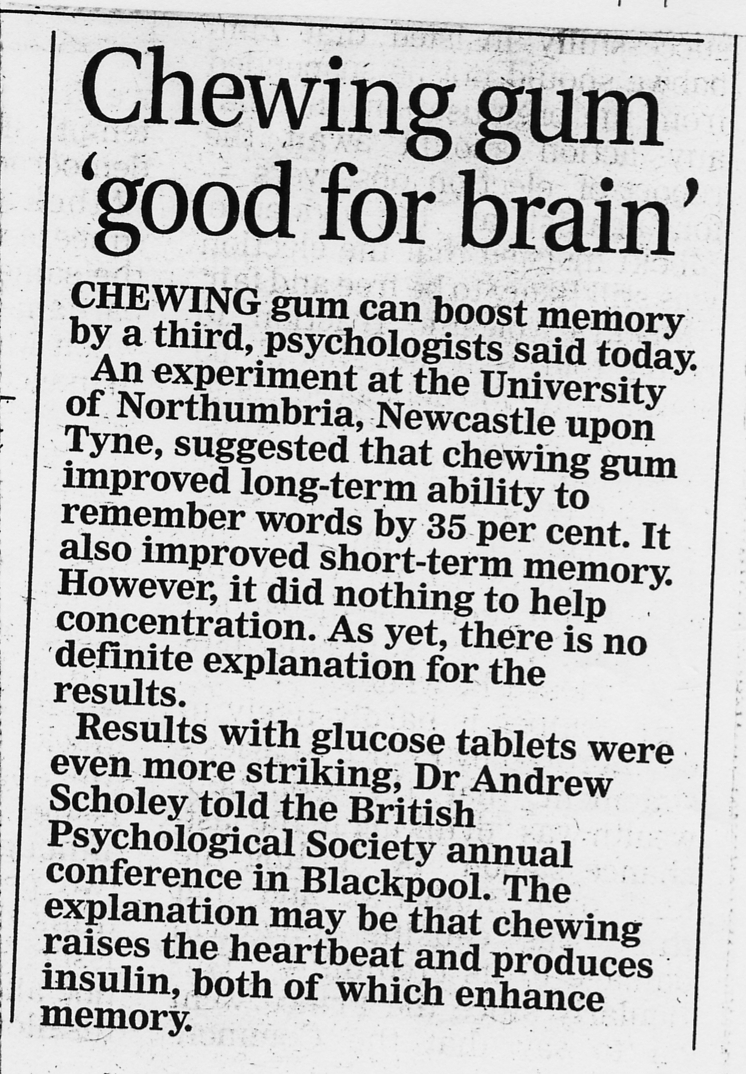 Chewing gum
‘good for brain’
CHEWING gum can boost memory
by a third, psychologists said today.
An experiment at the University
of Northumbria, Newcastle upon
Tyne, suggested that chewing gum
improved long-term ability to
remember words by 35 per cent. It
also improved short-term memory.
However, it did nothing to help
concentration. As yet, there is no
definite explanation for the
results.
Results with glucose tablets were
even more striking, Dr Andrew
Scholey told the British
Psychological Society annual
conference in Blackpool. The
explanation may be that chewing
raises the heartbeat and produces
insulin, both of which enhance
memory.